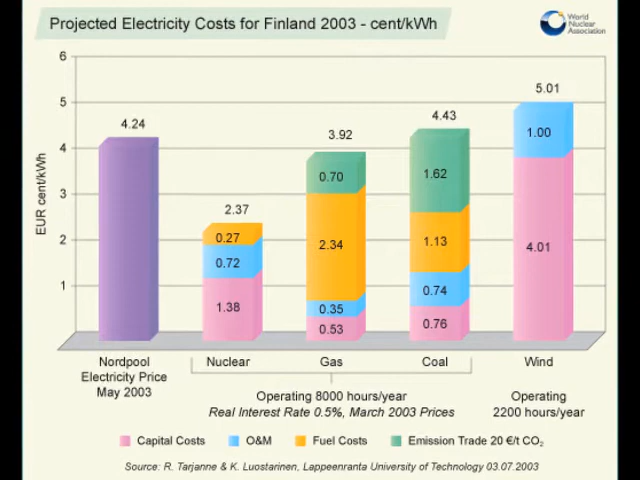 Projected Electricity Costs for Finland 2003 - cent/kWh
World
Nuclear
Association
EUR cent/kWh
6
5
4
3
2
1
4.24
2.37
0.27
0.72
1.38
3.92
0.70
2.34
0.35
0.53
4.43
1.62
1.13
0.74
0.76
5.01
1.00
4.01
Nordpool
Electricity Price
May 2003
Nuclear
Gas
Coal
Wind
Operating 8000 hours/year
Real Interest Rate 0.5%, March 2003 Prices
Operating
2200 hours/year
Capital Costs
O&M
Fuel Costs
Emission Trade 20 €/t CO₂
Source: R. Tarjanne & K. Luostarinen, Lappeenranta University of Technology 03.07.2003